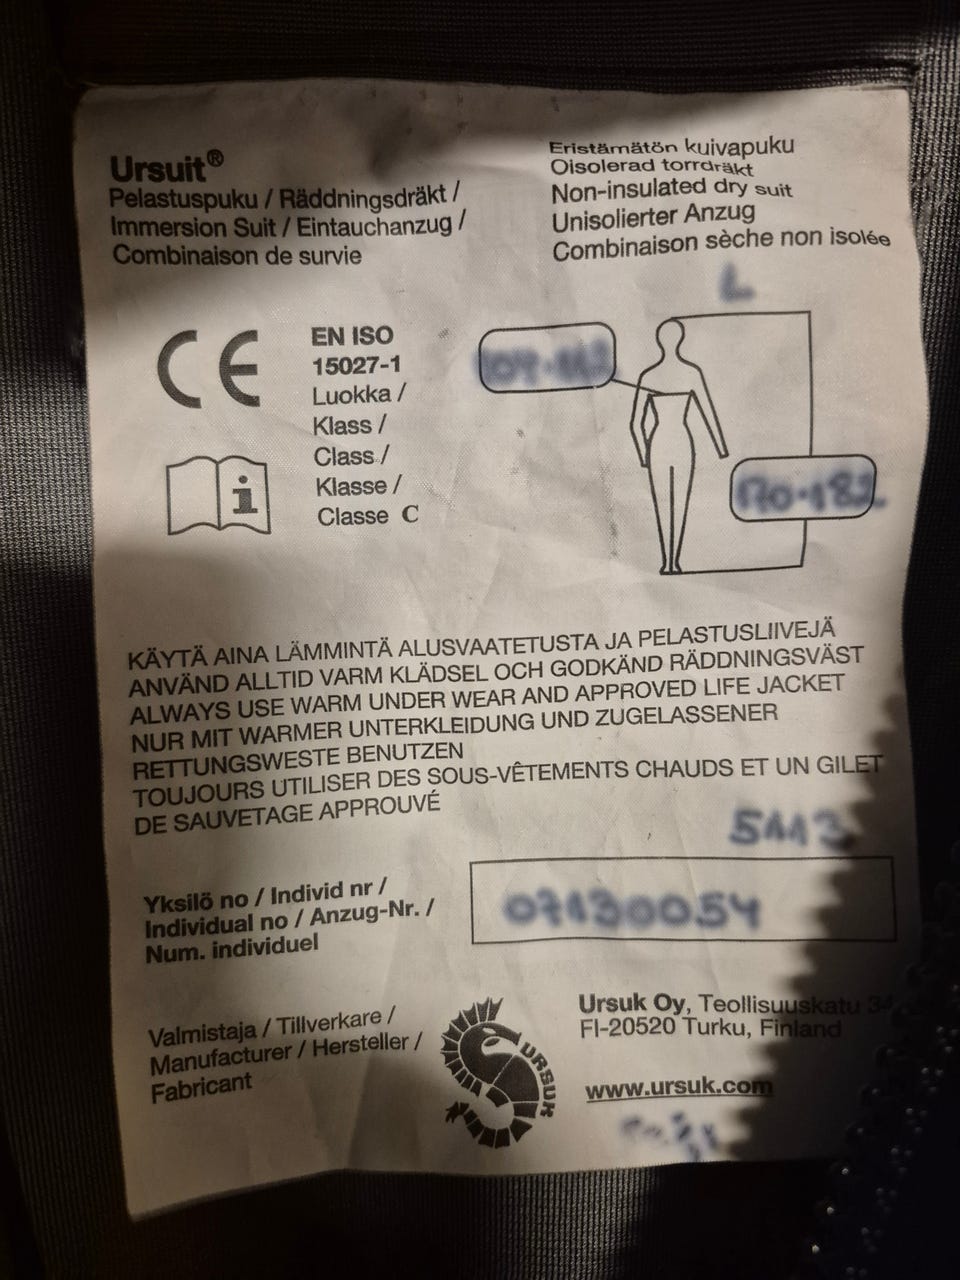 Ursuit®
Pelastuspuku / Räddningsdräkt /
Immersion Suit / Eintauchanzug /
Combinaison de survie
Eristämätön kuivapuku
Oisolerad torrdräkt
Non-insulated dry suit
Unisolierter Anzug
Combinaison sèche non isolée
L
CE
EN ISO
15027-1
Luokka /
Klass /
Class /
Klasse /
Classe C
i
170-182
KÄYTÄ AINA LÄMMINTÄ ALUSVAATETUSTA JA PELASTUSLIIVEJÄ
ANVÄND ALLTID VARM KLÄDSEL OCH GODKÄND RÄDDNINGSVÄST
ALWAYS USE WARM UNDER WEAR AND APPROVED LIFE JACKET
NUR MIT WARMER UNTERKLEIDUNG UND ZUGELASSENER
RETTUNGSWESTE BENUTZEN
TOUJOURS UTILISER DES SOUS-VÊTEMENTS CHAUDS ET UN GILET
DE SAUVETAGE APPROUVÉ
5113
Yksilö no / Individ nr /
Individual no / Anzug-Nr. /
Num. individuel
07130054
Valmistaja / Tillverkare /
Manufacturer / Hersteller /
Fabricant
URSUK
Ursuk Oy, Teollisuuskatu 34
FI-20520 Turku, Finland
www.ursuk.com